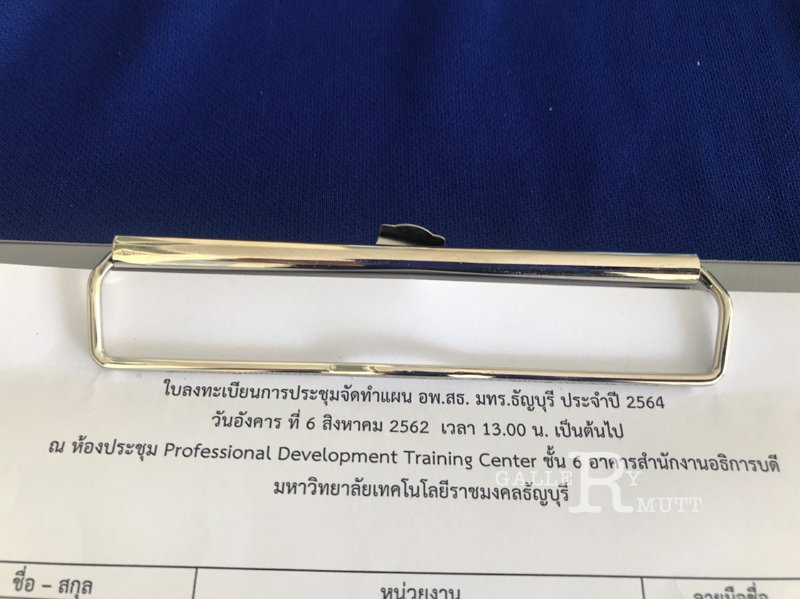 ใบลงทะเบียนการประชุมจัดทำแผน อพ.สธ. มทร.ธัญบุรี ประจำปี 2564
วันอังคาร ที่ 6 สิงหาคม 2562 เวลา 13.00 น. เป็นต้นไป
ณ ห้องประชุม Professional Development Training Center ชั้น 6 อาคารสำนักงานอธิการบดี
มหาวิทยาลัยเทคโนโลยีราชมงคลธัญบุรี
GALLERY
RMUTT
ชื่อ – สกุล
หน่วยงาน
ลายมือชื่อ